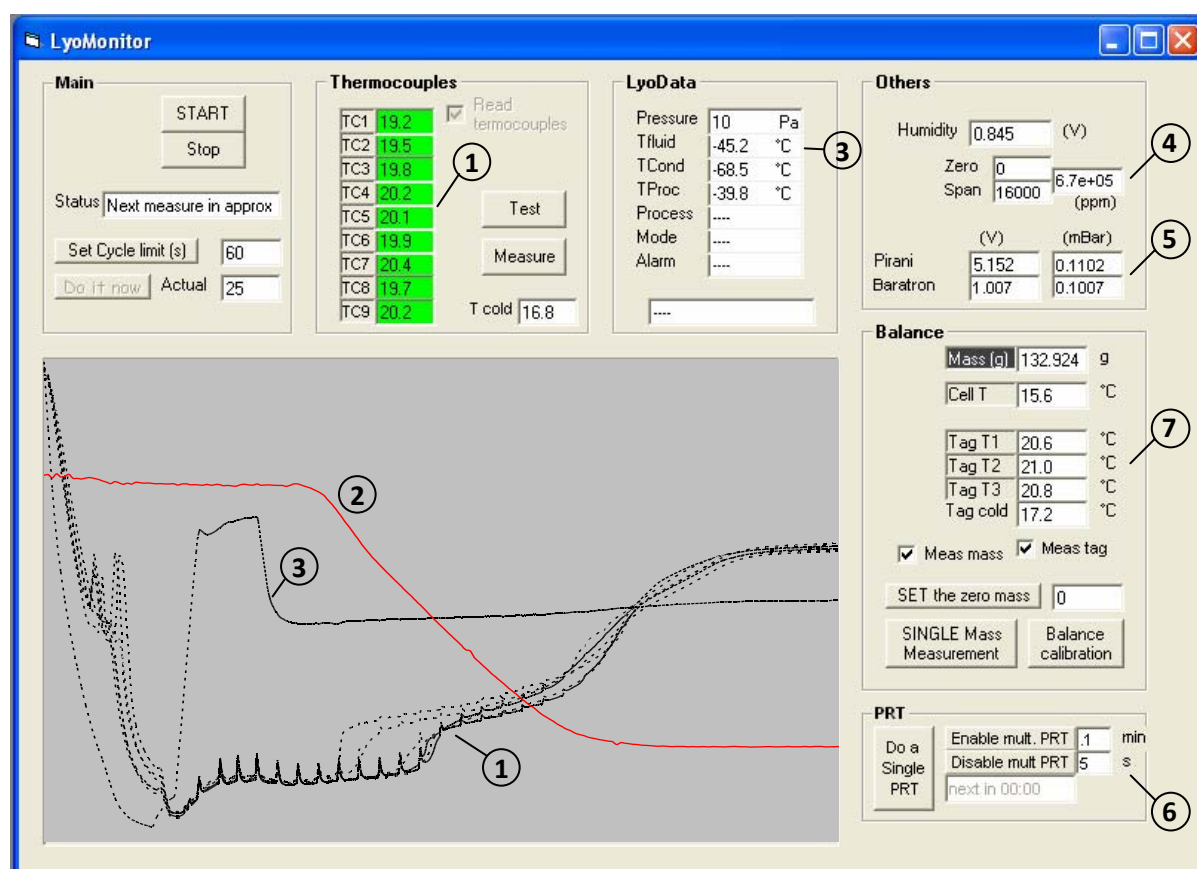 LyoMonitor
Main
START
Stop
Status Next measure in approx
Set Cycle limit (s) 60
Do it now Actual 25
Thermocouples
TC1 19.2
TC2 19.5
TC3 19.8
TC4 20.2
TC5 20.1
TC6 19.9
TC7 20.4
TC8 19.7
TC9 20.2
Read
termocouples
1
Test
Measure
T cold 16.8
LyoData
Pressure 10 Pa
Tfluid -45.2 °C
TCond -68.5 °C
TProc -39.8 °C
Process ----
Mode ----
Alarm ----
----
3
Others
Humidity 0.845 (V)
Zero 0
Span 16000
6.7e+05
(ppm)
4
(V) (mBar)
Pirani 5.152 0.1102
Baratron 1.007 0.1007
5
Balance
Mass (g) 132.924 g
Cell T 15.6 °C
Tag T1 20.6 °C
Tag T2 21.0 °C
Tag T3 20.8 °C
Tag cold 17.2 °C
7
Meas mass Meas tag
SET the zero mass 0
SINGLE Mass
Measurement
Balance
calibration
PRT
Do a
Single
PRT
Enable mult. PRT .1 min
Disable mult PRT 5 s
next in 00:00
6
2
3
1